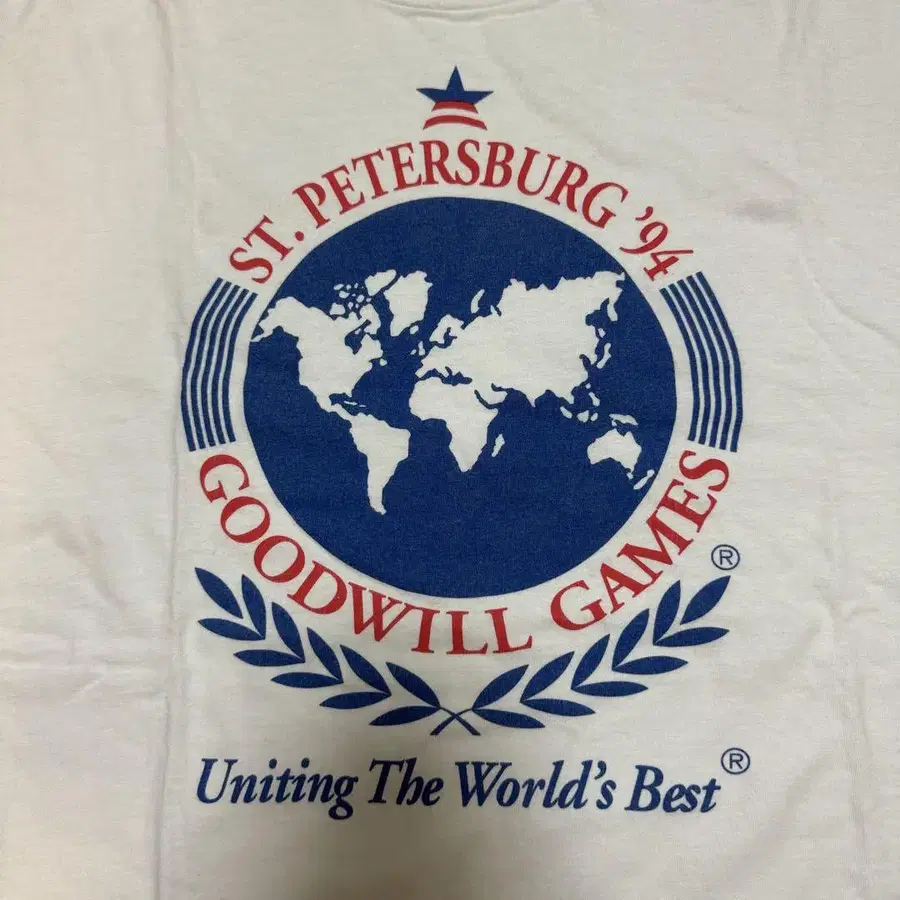 ST. PETERSBURG '94
GOODWILL GAMES
®
Uniting The World's Best®